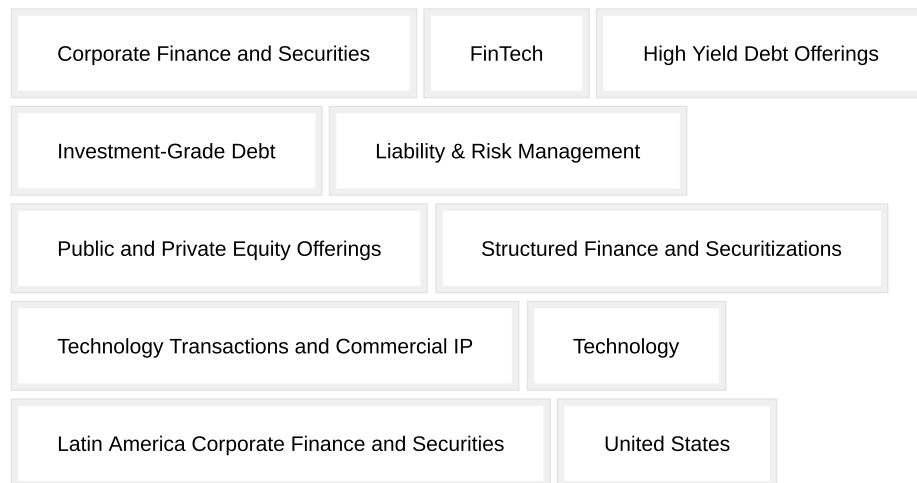 Corporate Finance and Securities
FinTech
High Yield Debt Offerings
Investment-Grade Debt
Liability & Risk Management
Public and Private Equity Offerings
Structured Finance and Securitizations
Technology Transactions and Commercial IP
Technology
Latin America Corporate Finance and Securities
United States